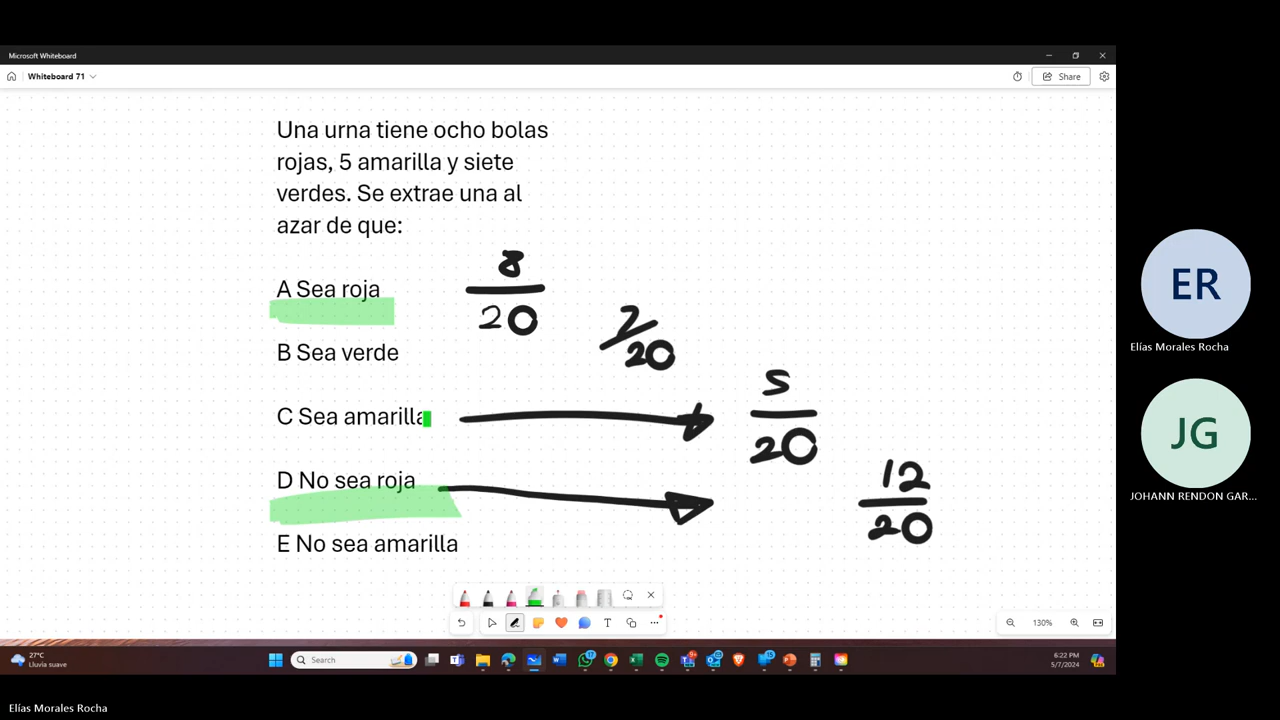 Microsoft Whiteboard
Whiteboard 71
Share
Una urna tiene ocho bolas
rojas, 5 amarilla y siete
verdes. Se extrae una al
azar de que:
A Sea roja
8
20
7
20
B Sea verde
C Sea amarilla
5
20
D No sea roja
12
20
E No sea amarilla
ER
Elías Morales Rocha
JG
JOHANN RENDON GAR...
130%
27°C
Lluvia suave
Search
6:22 PM
5/7/2024
Elías Morales Rocha